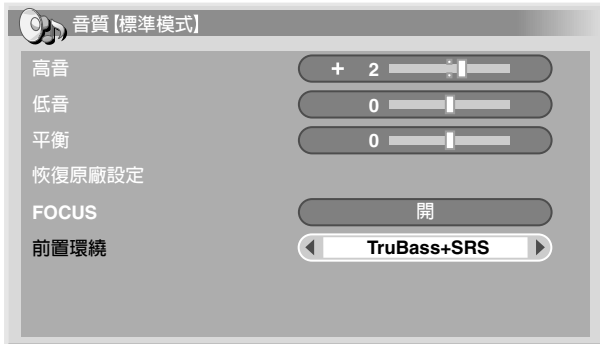 音質【標準模式】
高音 + 2
低音 0
平衡 0
恢復原廠設定
FOCUS 開
前置環繞 TruBass+SRS